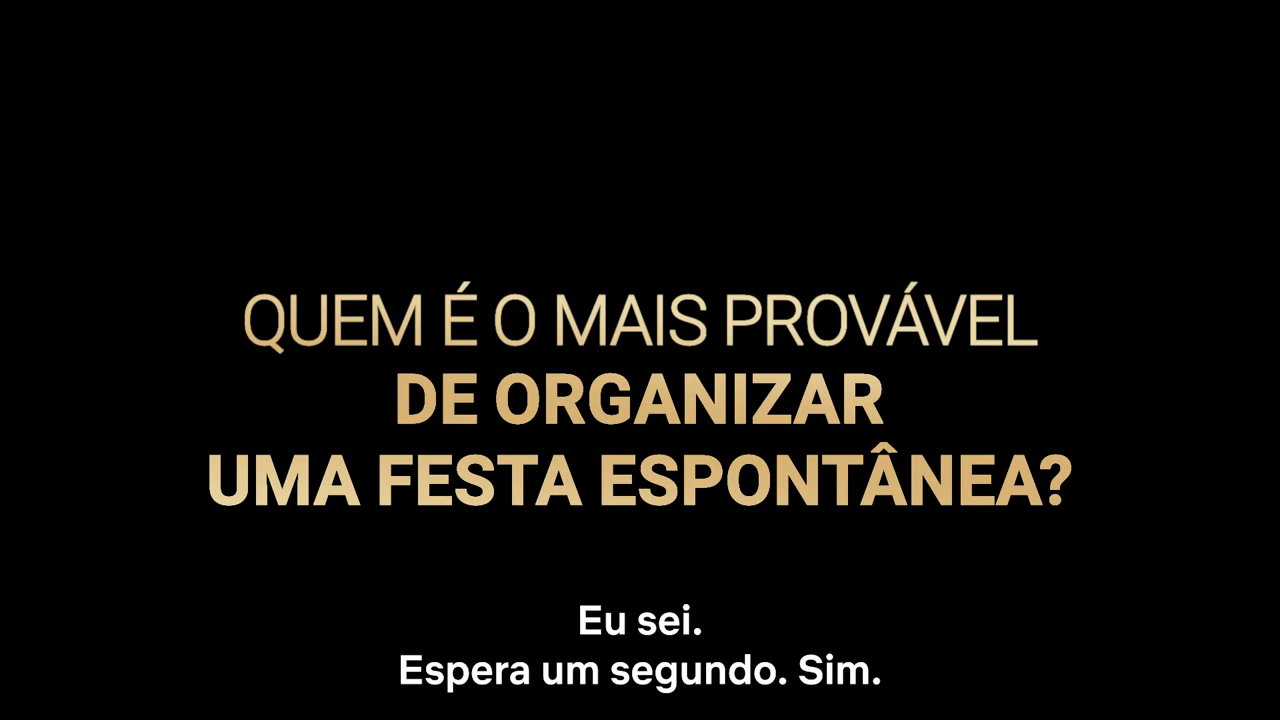 QUEM É O MAIS PROVÁVEL
DE ORGANIZAR
UMA FESTA ESPONTÂNEA?
Eu sei.
Espera um segundo. Sim.